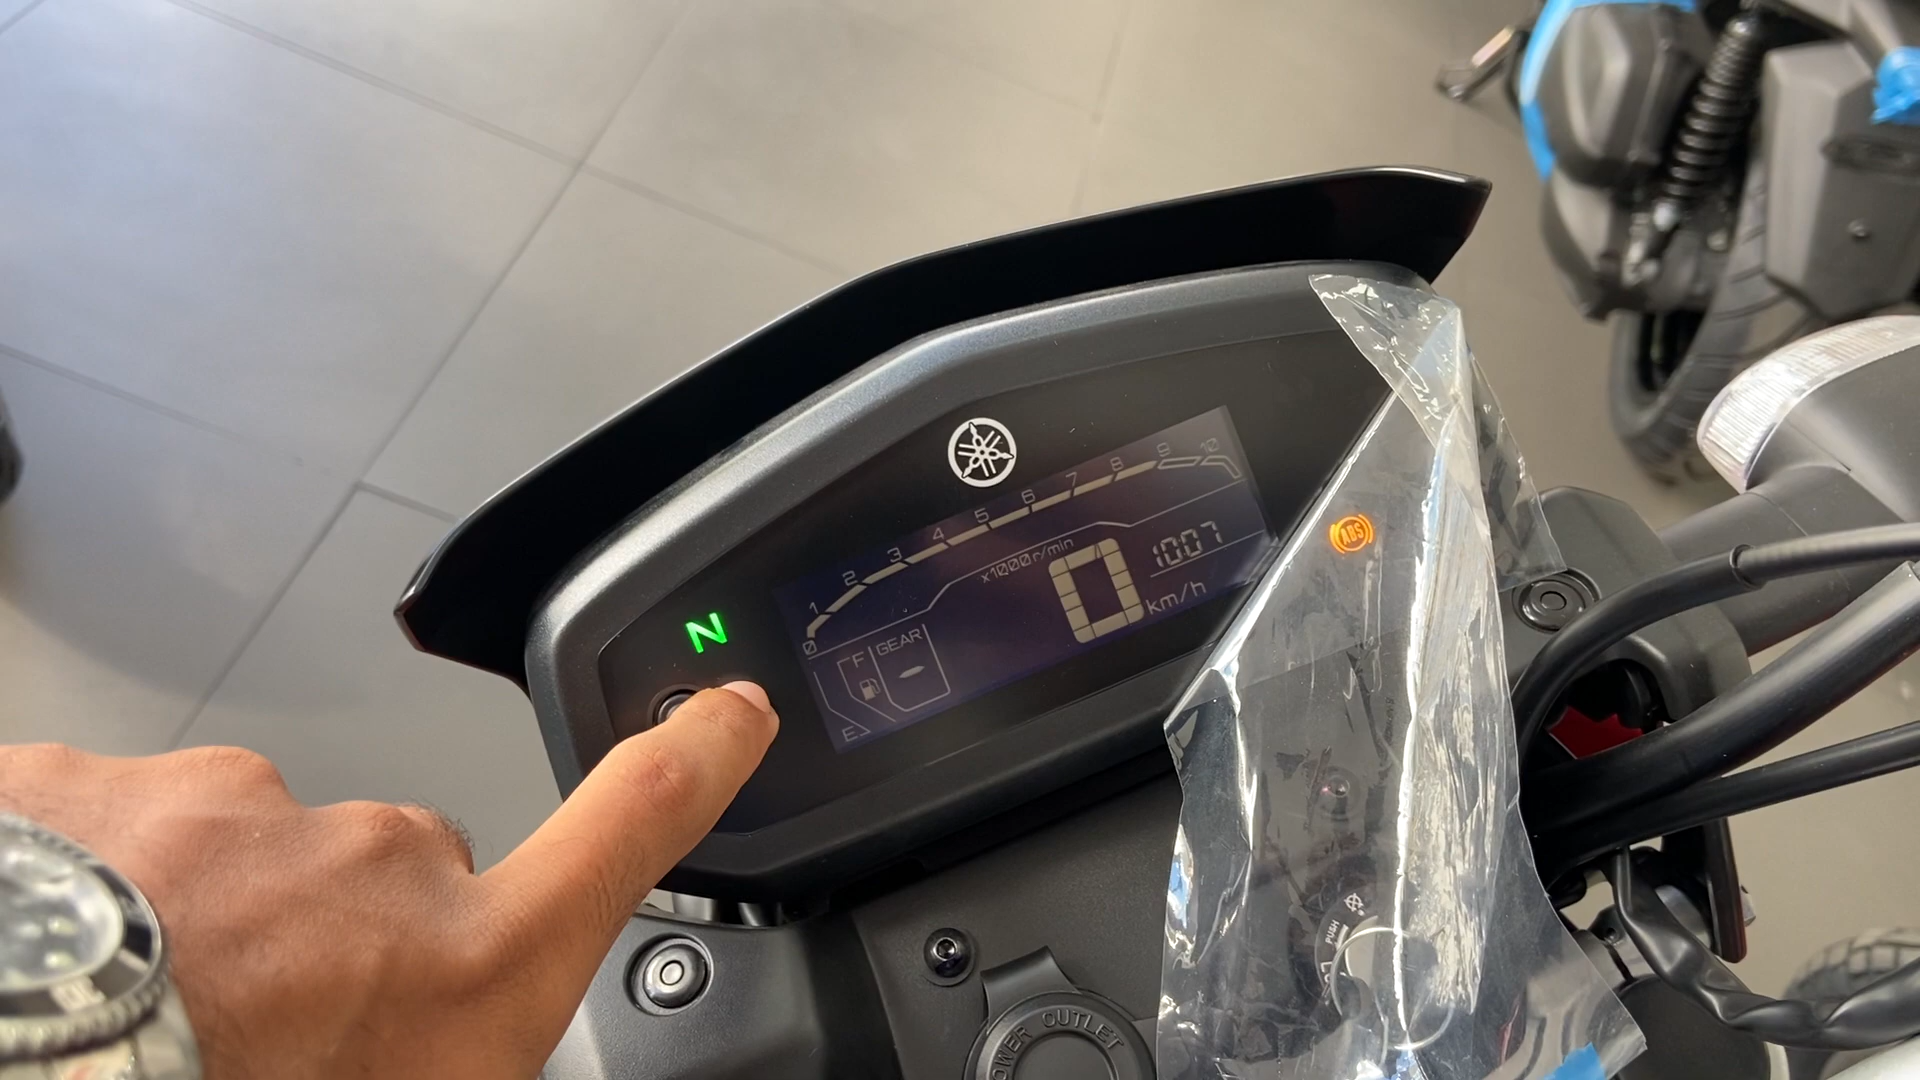 0 1 2 3 4 5 6 7 8 9 10
x1000r/min
1007
0 km/h
N
F GEAR
-
E
ABS
PUSH
POWER OUTLET